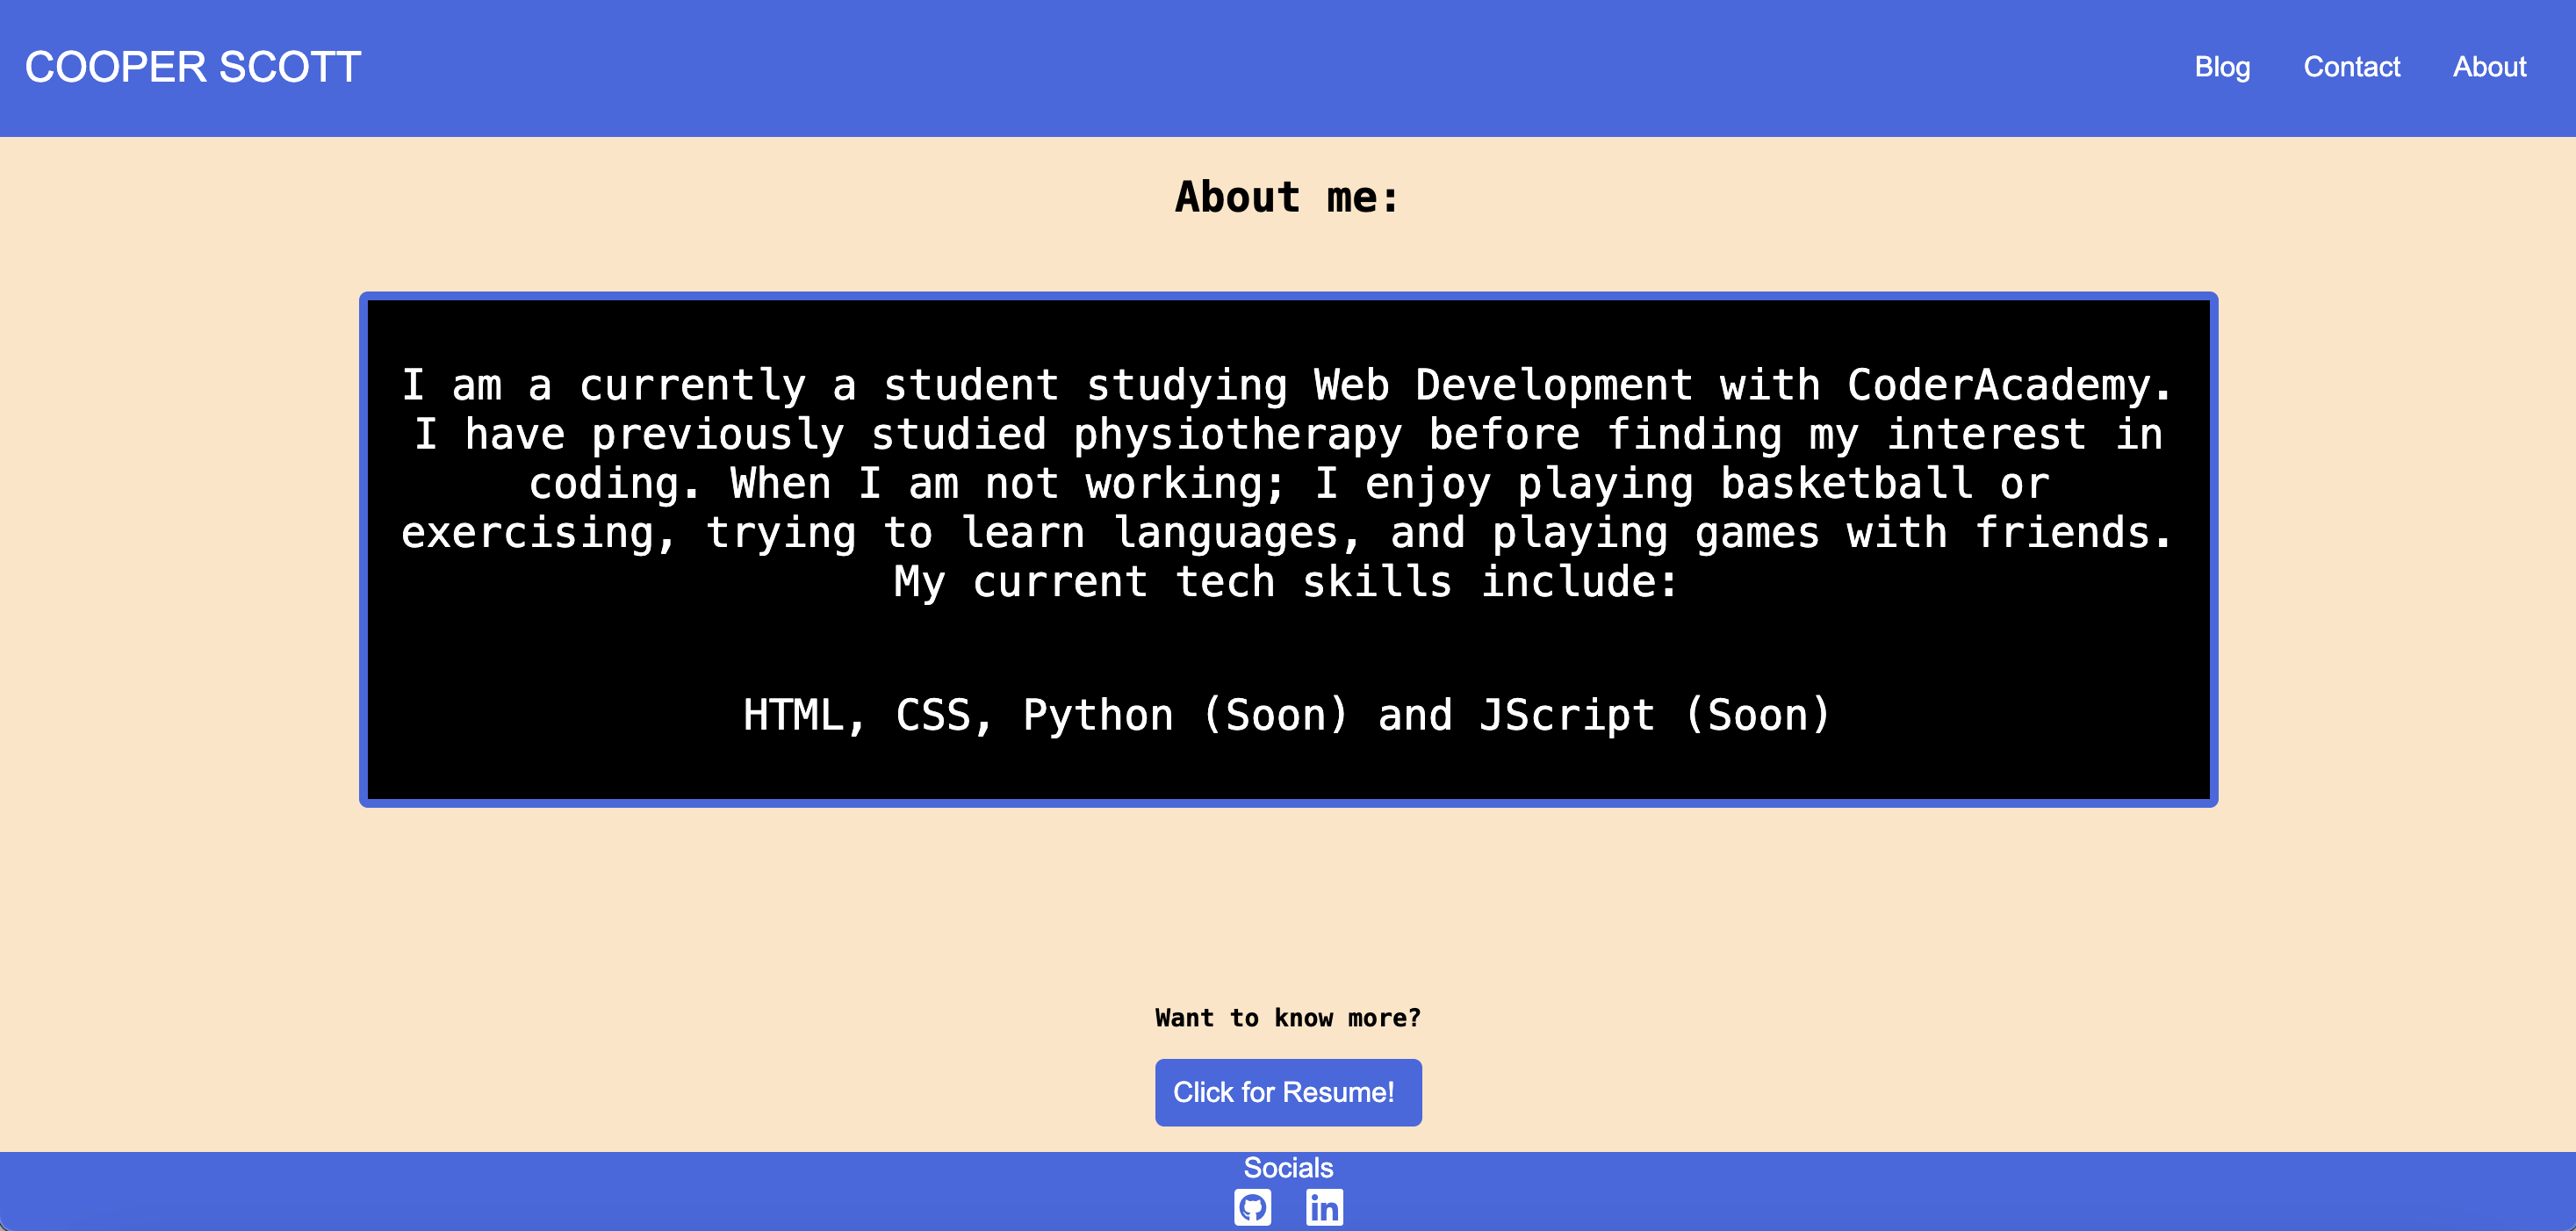 COOPER SCOTT
Blog
Contact
About
About me:
I am a currently a student studying Web Development with CoderAcademy.
I have previously studied physiotherapy before finding my interest in
coding. When I am not working; I enjoy playing basketball or
exercising, trying to learn languages, and playing games with friends.
My current tech skills include:
HTML, CSS, Python (Soon) and JScript (Soon)
Want to know more?
Click for Resume!
Socials
in